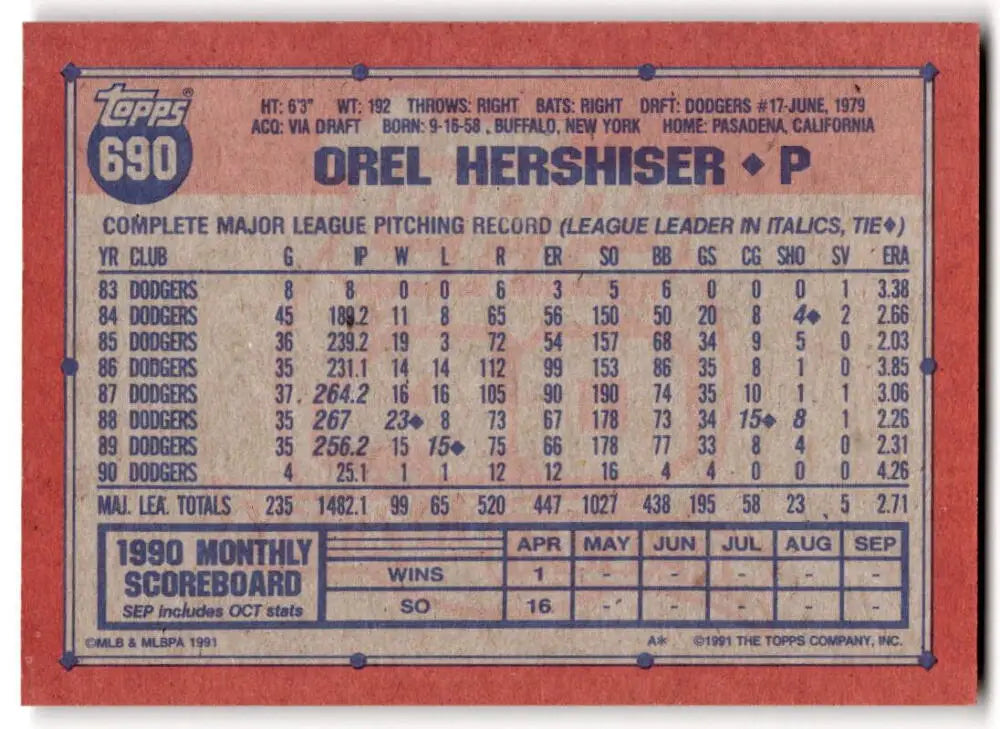 Topps®
690
HT: 6'3" WT: 192 THROWS: RIGHT BATS: RIGHT DRFT: DODGERS #17-JUNE, 1979
ACQ: VIA DRAFT BORN: 9-16-58, BUFFALO, NEW YORK HOME: PASADENA, CALIFORNIA
OREL HERSHISER ◆ P
COMPLETE MAJOR LEAGUE PITCHING RECORD (LEAGUE LEADER IN ITALICS, TIE◆)
YR CLUB G IP W L R ER SO BB GS CG SHO SV ERA
83 DODGERS 8 8 0 0 6 3 5 6 0 0 0 1 3.38
84 DODGERS 45 189.2 11 8 65 56 150 50 20 8 4◆ 2 2.66
85 DODGERS 36 239.2 19 3 72 54 157 68 34 9 5 0 2.03
86 DODGERS 35 231.1 14 14 112 99 153 86 35 8 1 0 3.85
87 DODGERS 37 264.2 16 16 105 90 190 74 35 10 1 1 3.06
88 DODGERS 35 267 23◆ 8 73 67 178 73 34 15◆ 8 1 2.26
89 DODGERS 35 256.2 15 15◆ 75 66 178 77 33 8 4 0 2.31
90 DODGERS 4 25.1 1 1 12 12 16 4 4 0 0 0 4.26
MAJ. LEA. TOTALS 235 1482.1 99 65 520 447 1027 438 195 58 23 5 2.71
1990 MONTHLY
SCOREBOARD
SEP includes OCT stats
APR MAY JUN JUL AUG SEP
WINS 1 - - - - -
SO 16 - - - - -
©MLB & MLBPA 1991 A* ©1991 THE TOPPS COMPANY, INC.